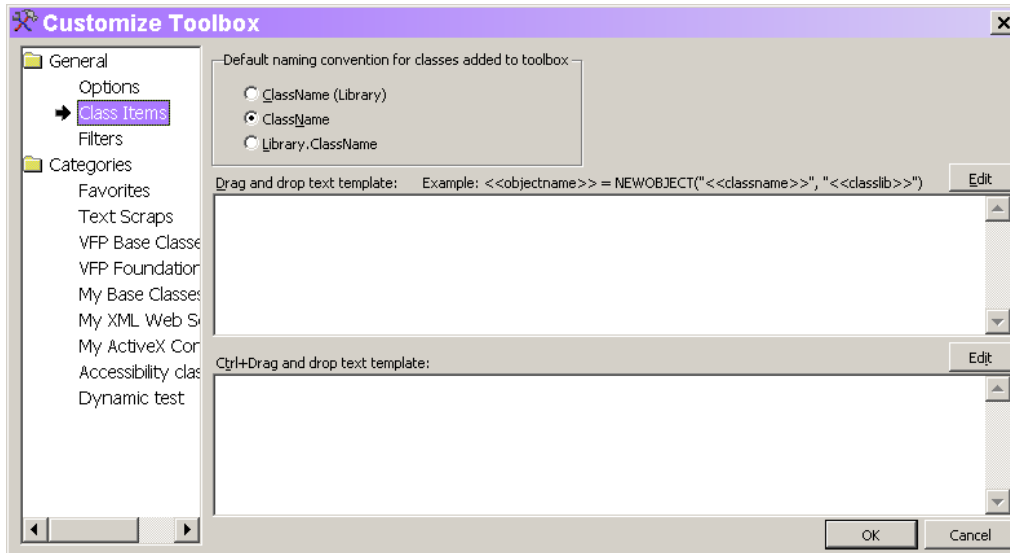 Customize Toolbox
General
Options
Class Items
Filters
Categories
Favorites
Text Scraps
VFP Base Classe
VFP Foundation
My Base Classes
My XML Web S
My ActiveX Con
Accessibility clas
Dynamic test
Default naming convention for classes added to toolbox
ClassName (Library)
ClassName
Library.ClassName
Drag and drop text template: Example: <<objectname>> = NEWOBJECT("<<classname>>", "<<classlib>>")
Edit
Ctrl+Drag and drop text template:
Edit
OK
Cancel